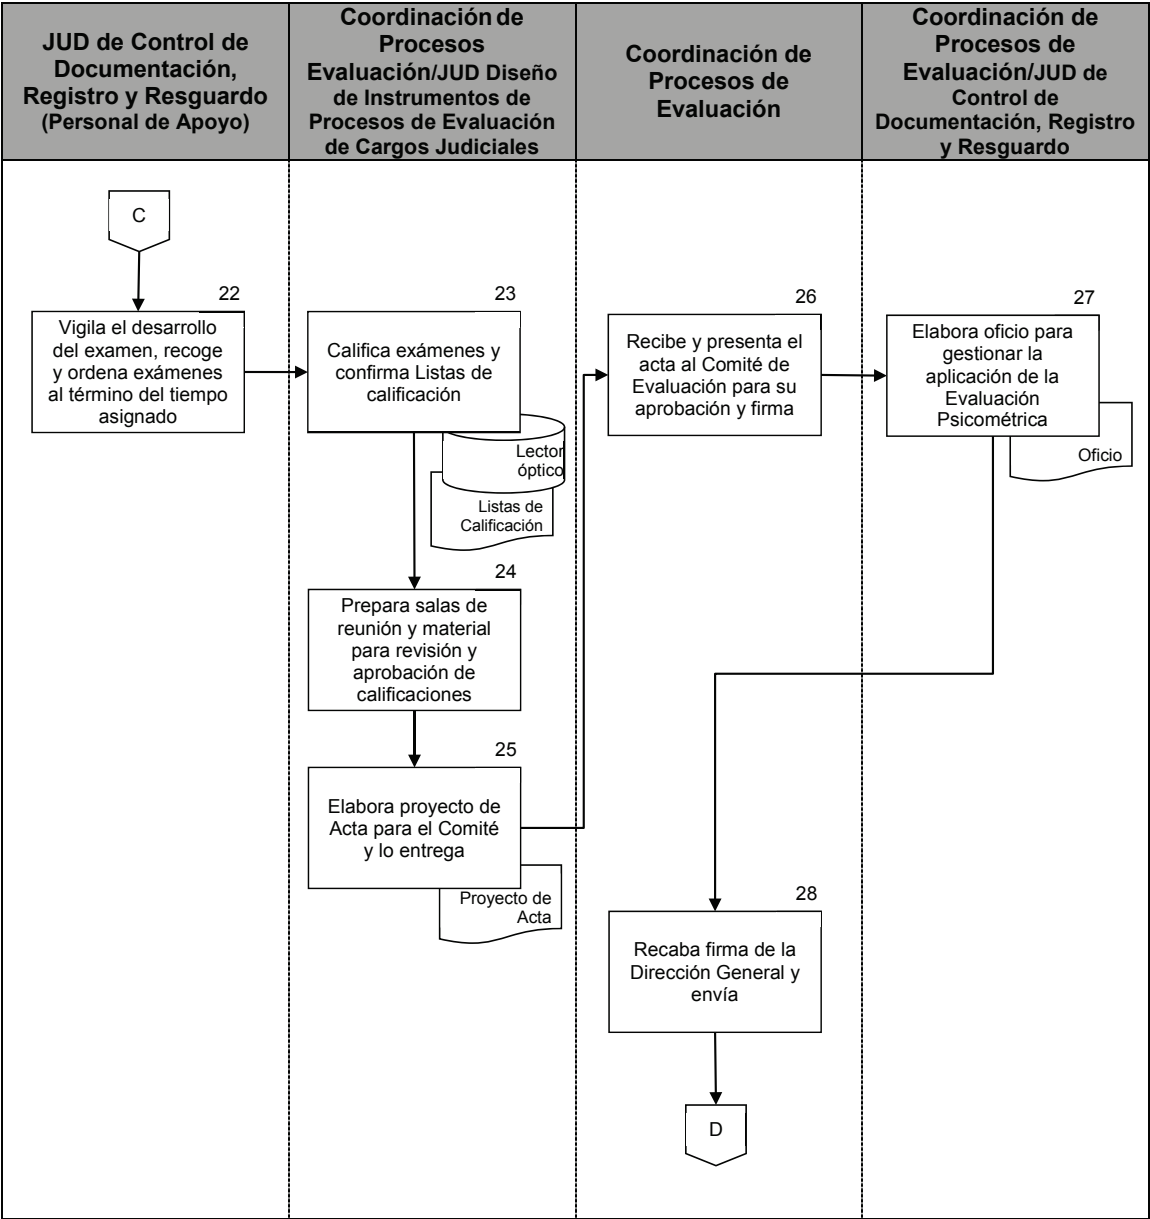 JUD de Control de
Documentación,
Registro y Resguardo
(Personal de Apoyo)
Coordinación de
Procesos
Evaluación/JUD Diseño
de Instrumentos de
Procesos de Evaluación
de Cargos Judiciales
Coordinación de
Procesos de
Evaluación
Coordinación de
Procesos de
Evaluación/JUD de
Control de
Documentación, Registro
y Resguardo
C
22
Vigila el desarrollo
del examen, recoge
y ordena exámenes
al término del tiempo
asignado
23
Califica exámenes y
confirma Listas de
calificación
Lector
óptico
Listas de
Calificación
24
Prepara salas de
reunión y material
para revisión y
aprobación de
calificaciones
25
Elabora proyecto de
Acta para el Comité
y lo entrega
Proyecto de
Acta
26
Recibe y presenta el
acta al Comité de
Evaluación para su
aprobación y firma
27
Elabora oficio para
gestionar la
aplicación de la
Evaluación
Psicométrica
Oficio
28
Recaba firma de la
Dirección General y
envía
D